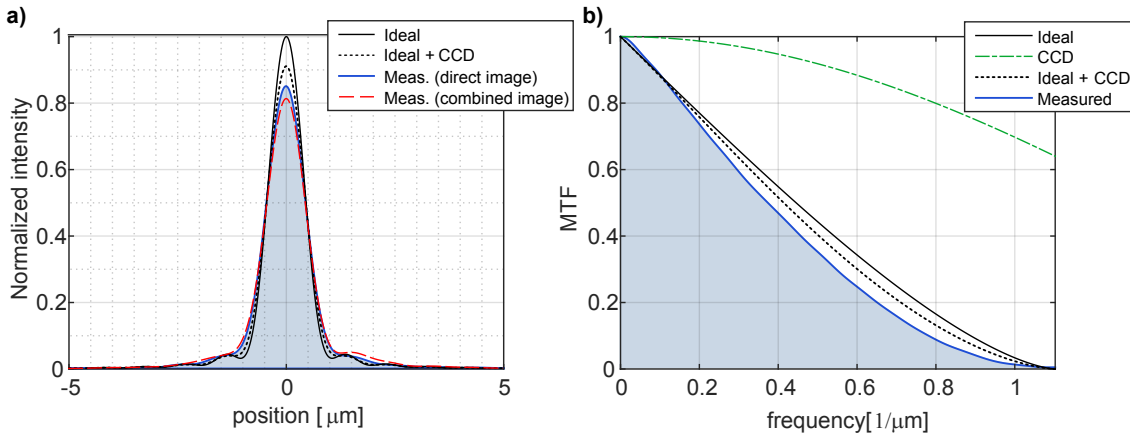 a)
Ideal
Ideal + CCD
Meas. (direct image)
Meas. (combined image)
Normalized intensity
1
0.8
0.6
0.4
0.2
0
-5
0
5
position [ μm]
b)
Ideal
CCD
Ideal + CCD
Measured
MTF
1
0.8
0.6
0.4
0.2
0
0
0.2
0.4
0.6
0.8
1
frequency[1/μm]